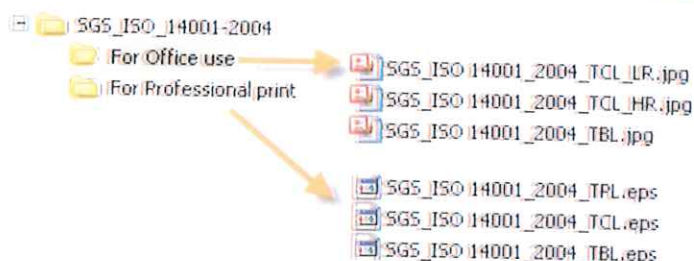 SGS_ISO_14001-2004
For Office use
For Professional print
SGS_ISO 14001_2004_TCL_LR.jpg
SGS_ISO 14001_2004_TCL_HR.jpg
SGS_ISO 14001_2004_TBL.jpg
SGS_ISO 14001_2004_TPL.eps
SGS_ISO 14001_2004_TCL.eps
SGS_ISO 14001_2004_TBL.eps